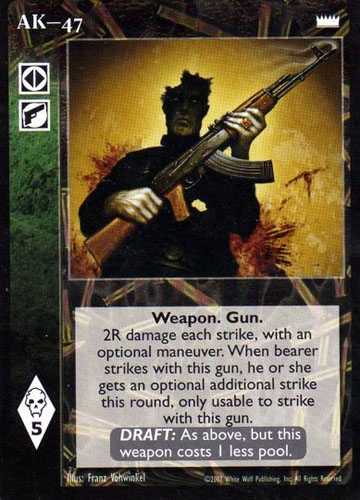 AK-47
Weapon. Gun.
2R damage each strike, with an
optional maneuver. When bearer
strikes with this gun, he or she
gets an optional additional strike
this round, only usable to strike
with this gun.
DRAFT: As above, but this
weapon costs 1 less pool.
5
Illus: Franz Vohwinkel
©2007 White Wolf Publishing, Inc. All Rights Reserved.